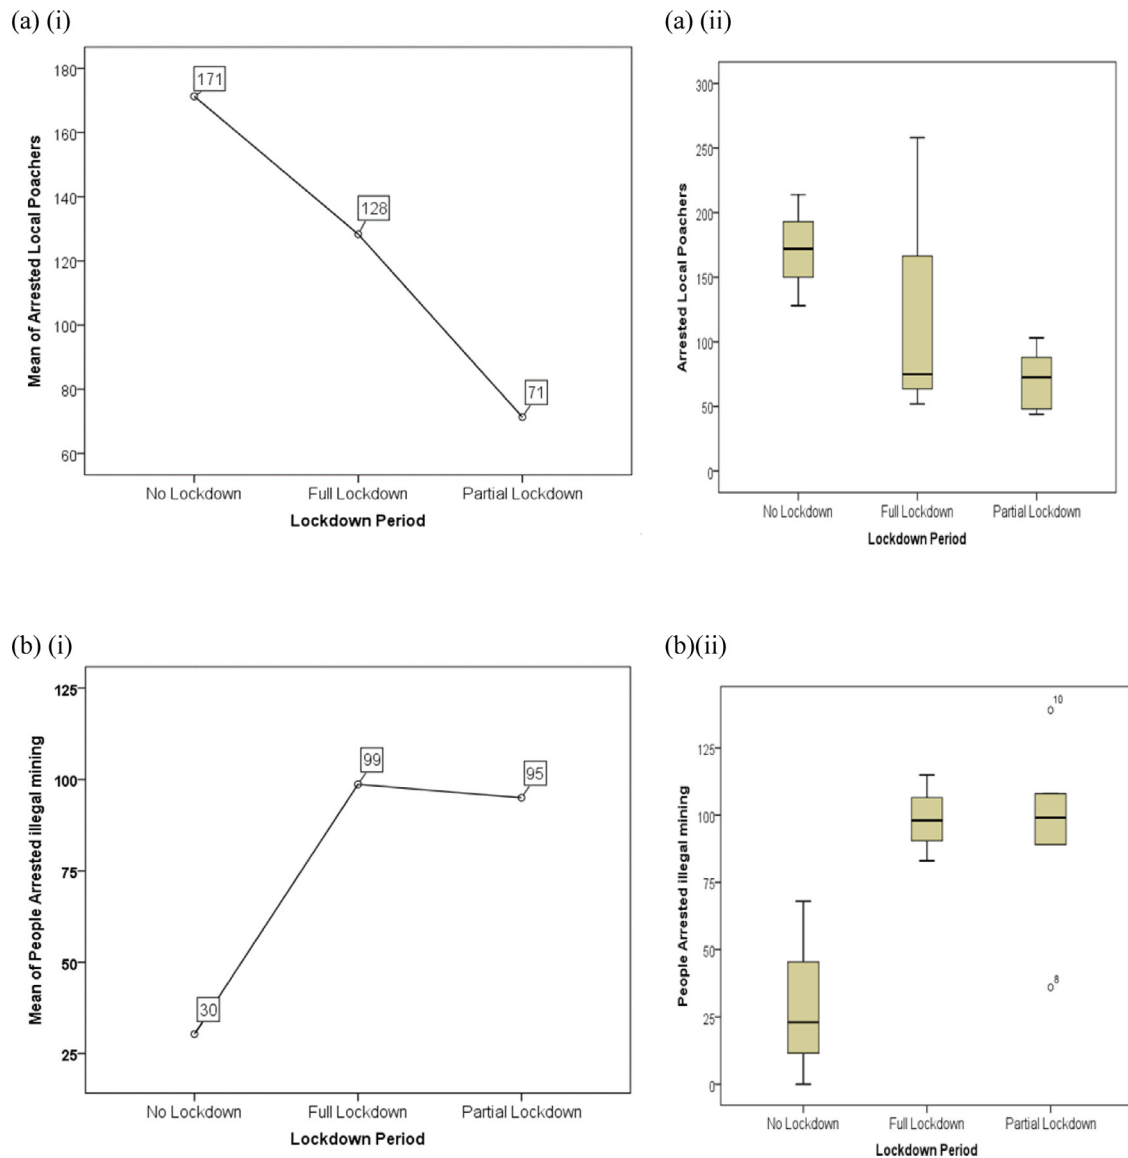 (a) (i)
180
160
140
120
100
80
60
Mean of Arrested Local Poachers
171
128
71
No Lockdown
Full Lockdown
Partial Lockdown
Lockdown Period
(a) (ii)
300
250
200
150
100
50
0
Arrested Local Poachers
No Lockdown
Full Lockdown
Partial Lockdown
Lockdown Period
(b) (i)
125
100
75
50
25
Mean of People Arrested illegal mining
30
99
95
No Lockdown
Full Lockdown
Partial Lockdown
Lockdown Period
(b)(ii)
125
100
75
50
25
0
People Arrested illegal mining
10
8
No Lockdown
Full Lockdown
Partial Lockdown
Lockdown Period